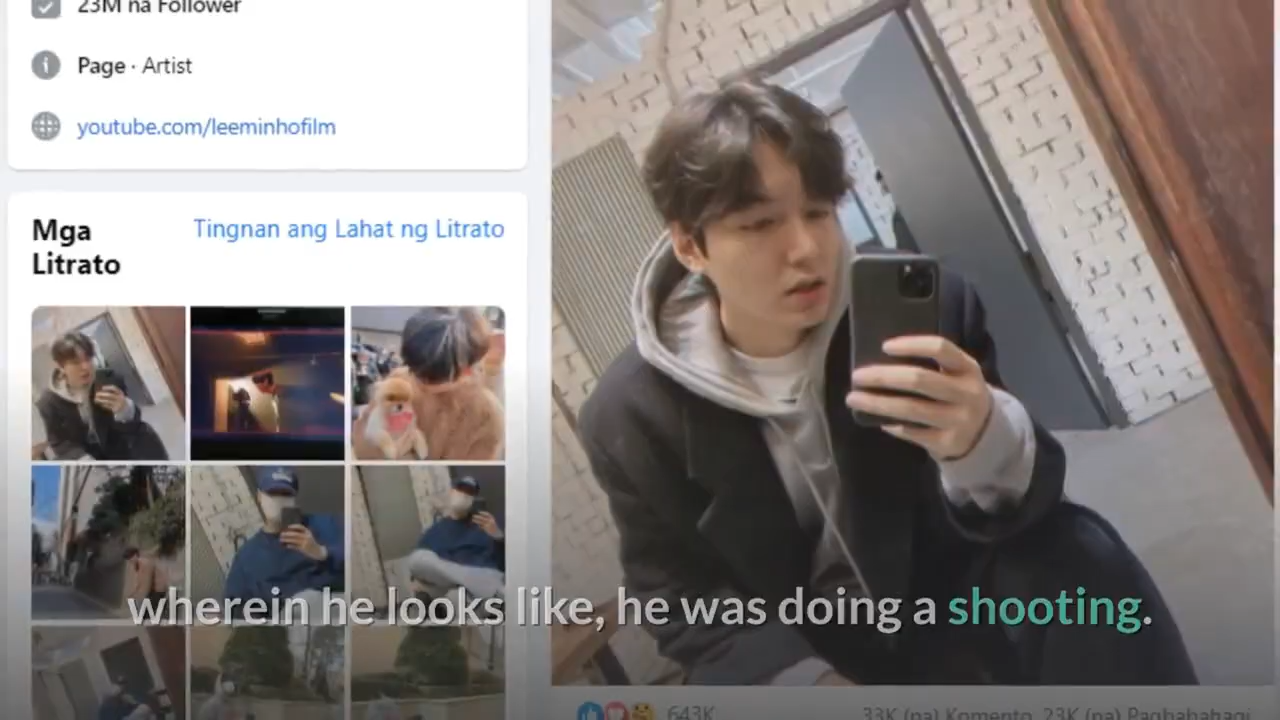 23M na Follower
Page · Artist
youtube.com/leeminhofilm
Mga
Litrato
Tingnan ang Lahat ng Litrato
wherein he looks like, he was doing a shooting.
643K
33K (na) Komento 23K (na) Pagbabahagi